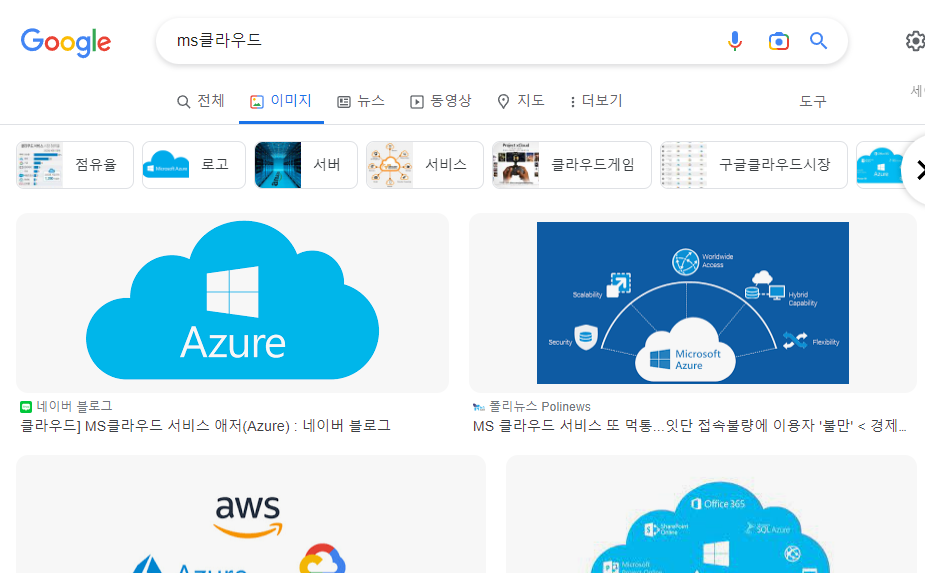 Google
ms클라우드
전체
이미지
뉴스
동영상
지도
더보기
도구
점유율
로고
서버
서비스
클라우드게임
구글클라우드시장
Azure
Worldwide
Access
Scalability
Hybrid
Capability
Security
Flexibility
Microsoft
Azure
네이버 블로그
클라우드] MS클라우드 서비스 애저(Azure) : 네이버 블로그
폴리뉴스 Polinews
MS 클라우드 서비스 또 먹통...잇단 접속불량에 이용자 '불만' < 경제...
aws
Azure
Office 365
SharePoint
Online
SQL Azure
Microsoft